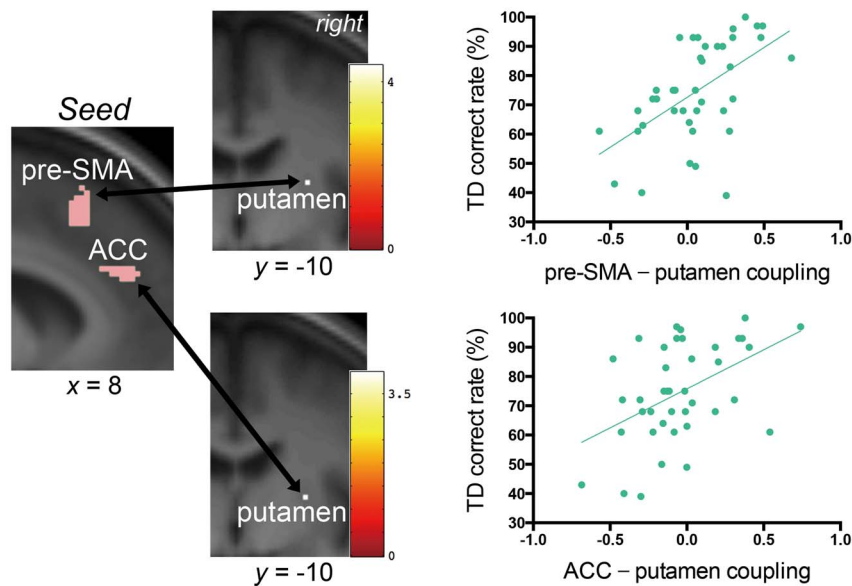 Seed
pre-SMA
ACC
x = 8
right
4
0
putamen
y = -10
3.5
0
putamen
y = -10
TD correct rate (%)
100
90
80
70
60
50
40
30
-1.0 -0.5 0.0 0.5 1.0
pre-SMA – putamen coupling
TD correct rate (%)
100
90
80
70
60
50
40
30
-1.0 -0.5 0.0 0.5 1.0
ACC – putamen coupling